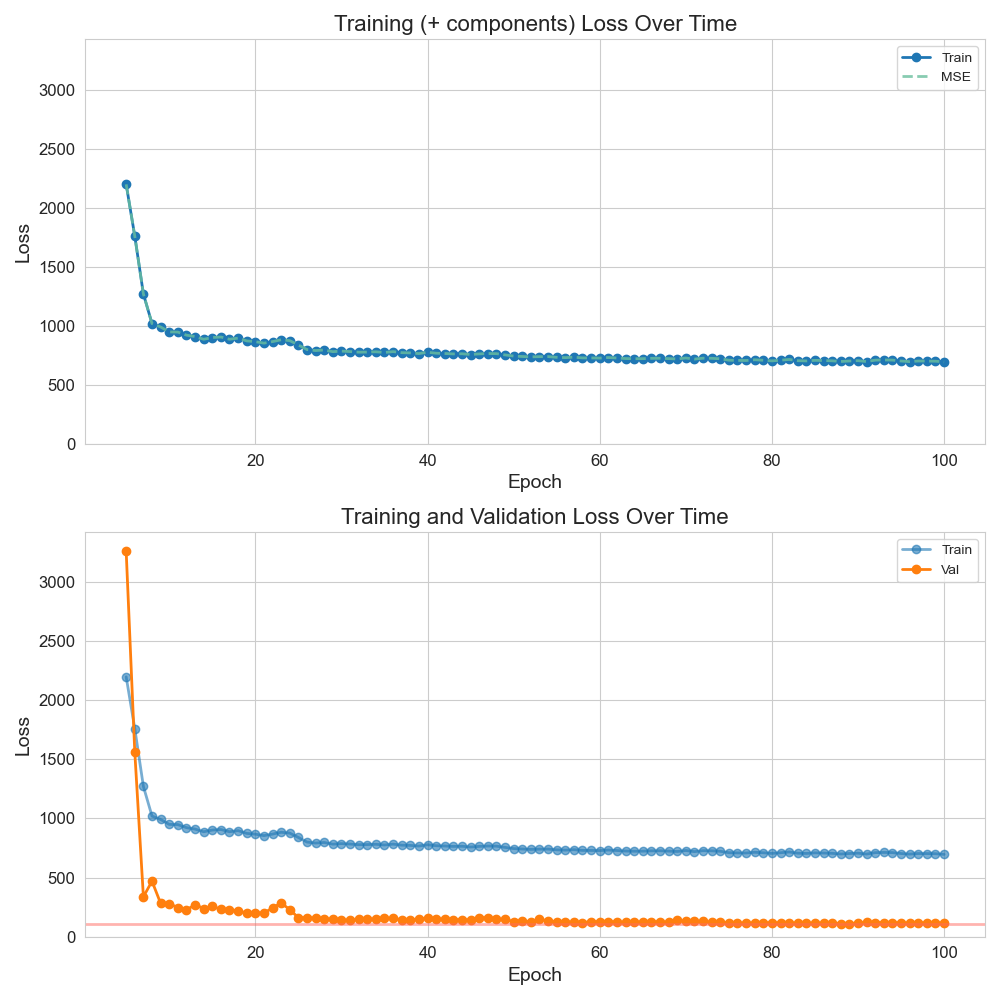 Training (+ components) Loss Over Time
Train
MSE
3000
2500
2000
1500
1000
500
0
Loss
20 40 60 80 100
Epoch
Training and Validation Loss Over Time
Train
Val
3000
2500
2000
1500
1000
500
0
Loss
20 40 60 80 100
Epoch